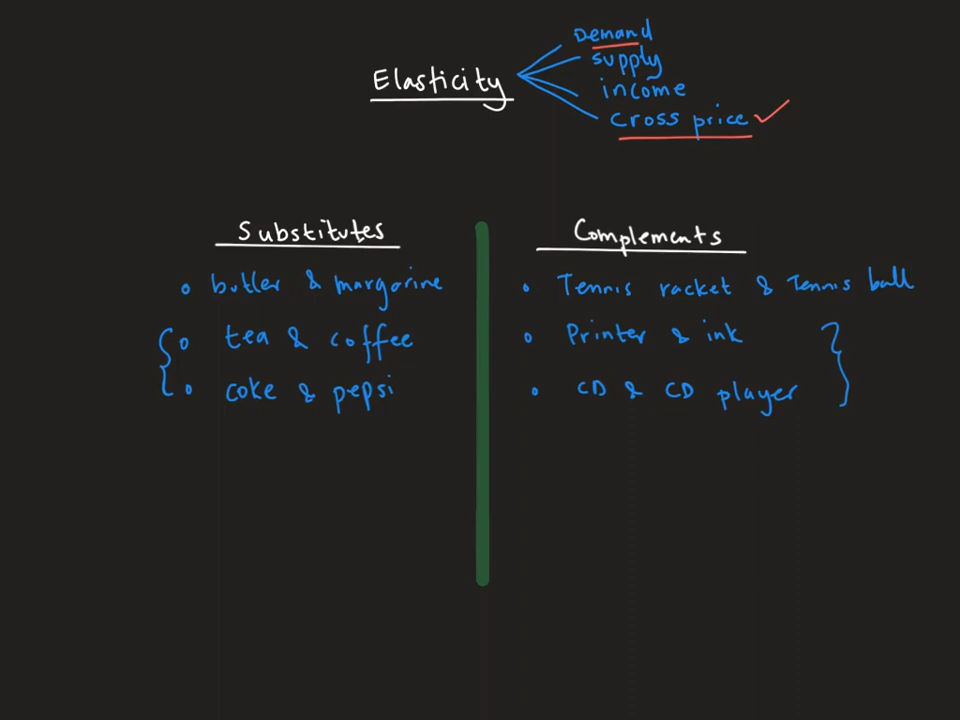 Demand
Elasticity
supply
income
cross price
Substitutes
Complements
butter & margarine
Tennis racket & Tennis ball
tea & coffee
Printer & ink
coke & pepsi
CD & CD player